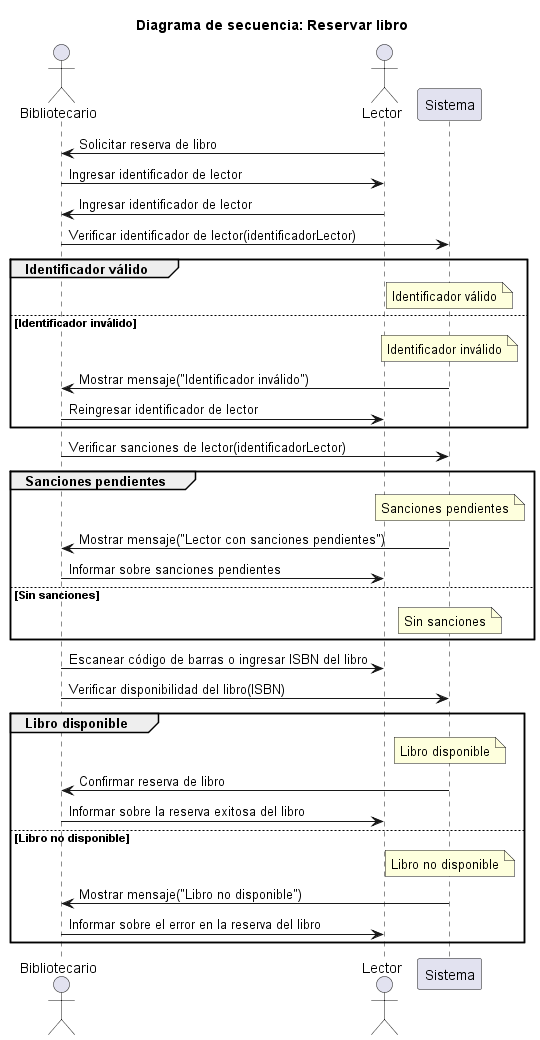 Diagrama de secuencia: Reservar libro
Bibliotecario
Lector
Sistema
Solicitar reserva de libro
Ingresar identificador de lector
Ingresar identificador de lector
Verificar identificador de lector(identificadorLector)
Identificador válido
Identificador válido
[Identificador inválido]
Identificador inválido
Mostrar mensaje("Identificador inválido")
Reingresar identificador de lector
Verificar sanciones de lector(identificadorLector)
Sanciones pendientes
Sanciones pendientes
Mostrar mensaje("Lector con sanciones pendientes")
Informar sobre sanciones pendientes
[Sin sanciones]
Sin sanciones
Escanear código de barras o ingresar ISBN del libro
Verificar disponibilidad del libro(ISBN)
Libro disponible
Libro disponible
Confirmar reserva de libro
Informar sobre la reserva exitosa del libro
[Libro no disponible]
Libro no disponible
Mostrar mensaje("Libro no disponible")
Informar sobre el error en la reserva del libro
Bibliotecario
Lector
Sistema